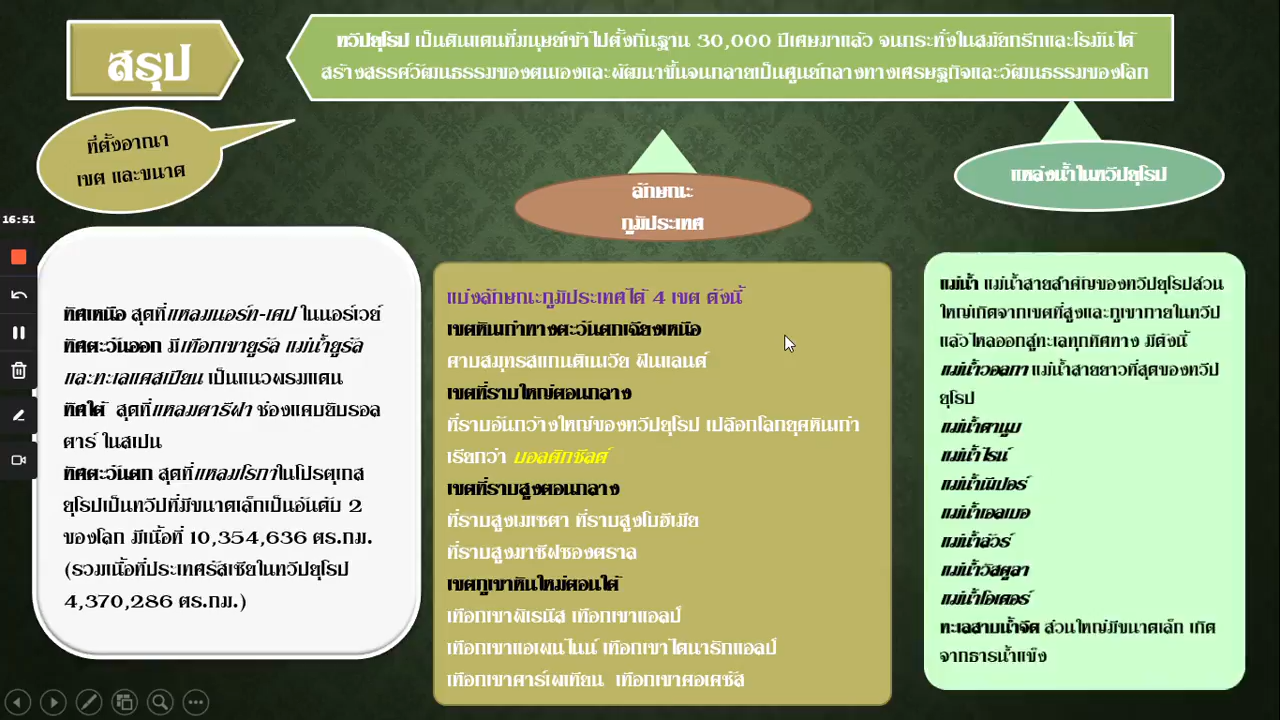 สรุป
ทวีปยุโรป เป็นดินแดนที่มนุษย์เข้าไปตั้งถิ่นฐาน 30,000 ปีเศษมาแล้ว จนกระทั่งในสมัยกรีกและโรมันได้
สร้างสรรค์วัฒนธรรมของตนเองและพัฒนาขึ้นจนกลายเป็นศูนย์กลางทางเศรษฐกิจและวัฒนธรรมของโลก
ที่ตั้งอาณา
เขต และขนาด
ลักษณะ
ภูมิประเทศ
แหล่งน้ำในทวีปยุโรป
16:51
ทิศเหนือ สุดที่แหลมนอร์ท-เคป ในนอร์เวย์
ทิศตะวันออก มีเทือกเขายูรัล แม่น้ำยูรัล
และทะเลแคสเปียน เป็นแนวพรมแดน
ทิศใต้ สุดที่แหลมตารีฟา ช่องแคบยิบรอล
ตาร์ ในสเปน
ทิศตะวันตก สุดที่แหลมโรกาในโปรตุเกส
ยุโรปเป็นทวีปที่มีขนาดเล็กเป็นอันดับ 2
ของโลก มีเนื้อที่ 10,354,636 ตร.กม.
(รวมเนื้อที่ประเทศรัสเซียในทวีปยุโรป
4,370,286 ตร.กม.)
แบ่งลักษณะภูมิประเทศได้ 4 เขต ดังนี้
เขตหินเก่าทางตะวันตกเฉียงเหนือ
คาบสมุทรสแกนดิเนเวีย ฟินแลนด์
เขตที่ราบใหญ่ตอนกลาง
ที่ราบอันกว้างใหญ่ของทวีปยุโรป เปลือกโลกยุคหินเก่า
เรียกว่า บอลติกชีลด์
เขตที่ราบสูงตอนกลาง
ที่ราบสูงเมเซตา ที่ราบสูงโบฮีเมีย
ที่ราบสูงมาซีฟซองตราล
เขตภูเขาหินใหม่ตอนใต้
เทือกเขาพิเรนีส เทือกเขาแอลป์
เทือกเขาแอเพนไนน์ เทือกเขาไดนาริกแอลป์
เทือกเขาคาร์เพเทียน เทือกเขาคอเคซัส
แม่น้ำ แม่น้ำสายสำคัญของทวีปยุโรปส่วน
ใหญ่เกิดจากเขตที่สูงและภูเขาภายในทวีป
แล้วไหลออกสู่ทะเลทุกทิศทาง มีดังนี้
แม่น้ำวอลกา แม่น้ำสายยาวที่สุดของทวีป
ยุโรป
แม่น้ำดานูบ
แม่น้ำไรน์
แม่น้ำนีเปอร์
แม่น้ำเอลเบอ
แม่น้ำลัวร์
แม่น้ำวิสตูลา
แม่น้ำโอเดอร์
ทะเลสาบน้ำจืด ส่วนใหญ่มีขนาดเล็ก เกิด
จากธารน้ำแข็ง